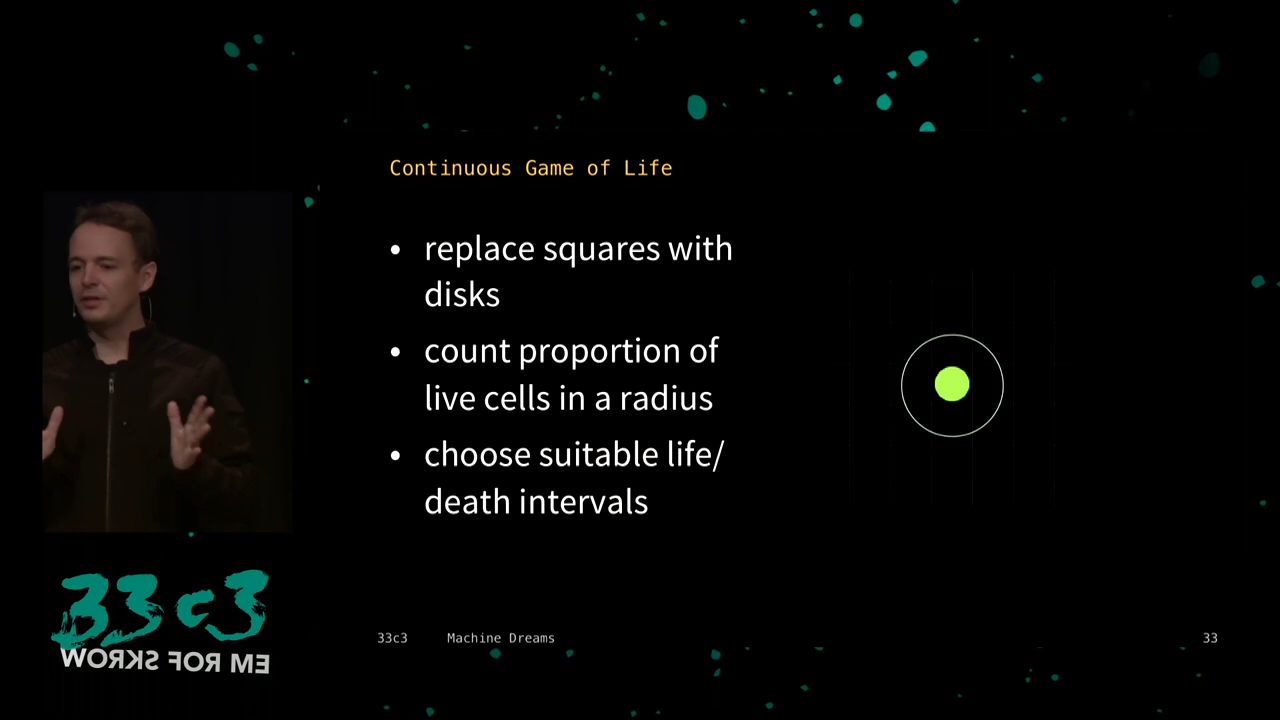 Continuous Game of Life
• replace squares with
disks
• count proportion of
live cells in a radius
• choose suitable life/
death intervals
33c3
WORKS FOR ME
33c3 Machine Dreams 33